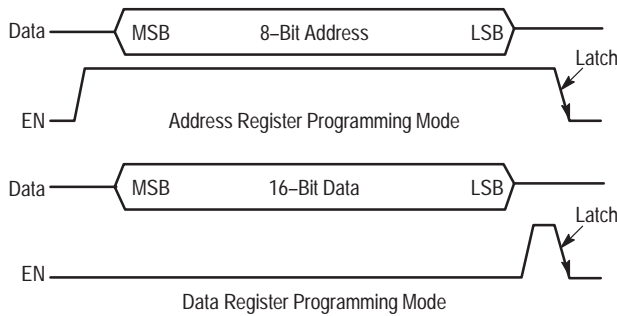 Data MSB 8–Bit Address LSB
Latch
EN Address Register Programming Mode
Data MSB 16–Bit Data LSB
Latch
EN
Data Register Programming Mode